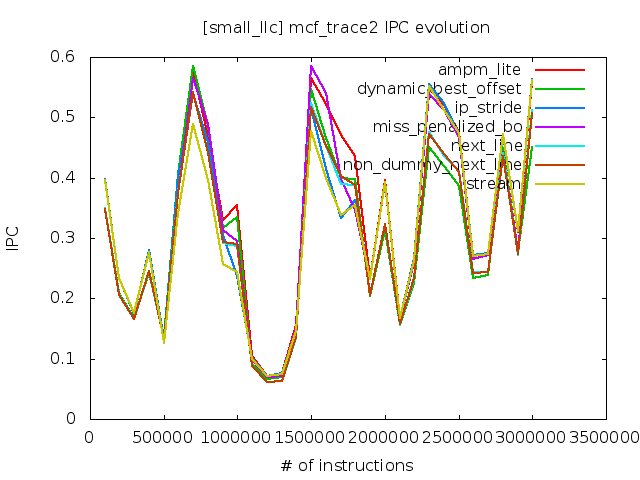 [small_llc] mcf_trace2 IPC evolution
0.6
0.5
0.4
0.3
0.2
0.1
0
IPC
ampm_lite
dynamic_best_offset
ip_stride
miss_penalized_bo
next_line
non_dummy_next_line
stream
0 500000 1000000 1500000 2000000 2500000 3000000 3500000
# of instructions